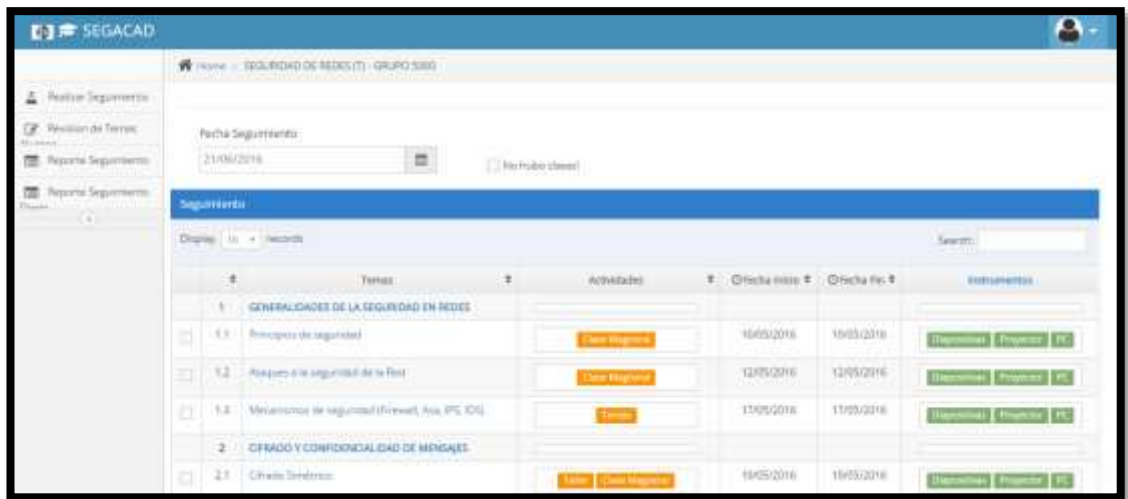 SEGACAD
Home SEGURIDAD DE REDES (T) - GRUPO
Realizar Seguimiento
Revision de Temas
Reporte Seguimiento
Reporte Seguimiento
Fecha Seguimiento
21/06/2016
No hubo clases!
Seguimiento
Display 10 records
Search:
Temas Actividades Fecha Inicio Fecha Fin Instrumentos
1 GENERALIDADES DE LA SEGURIDAD EN REDES
1.1 Principios de seguridad Clase Magistral 10/05/2016 10/05/2016 Diapositivas Proyector PC
1.2 Ataques a la seguridad de la Red Clase Magistral 12/05/2016 12/05/2016 Diapositivas Proyector PC
1.3 Mecanismos de seguridad (Firewall, Asa, IPS, IDS) 17/05/2016 17/05/2016 Diapositivas Proyector PC
2 CIFRADO Y CONFIDENCIALIDAD DE MENSAJES
2.1 Cifrado Simétrico Taller Clase Magistral 19/05/2016 19/05/2016 Diapositivas Proyector PC